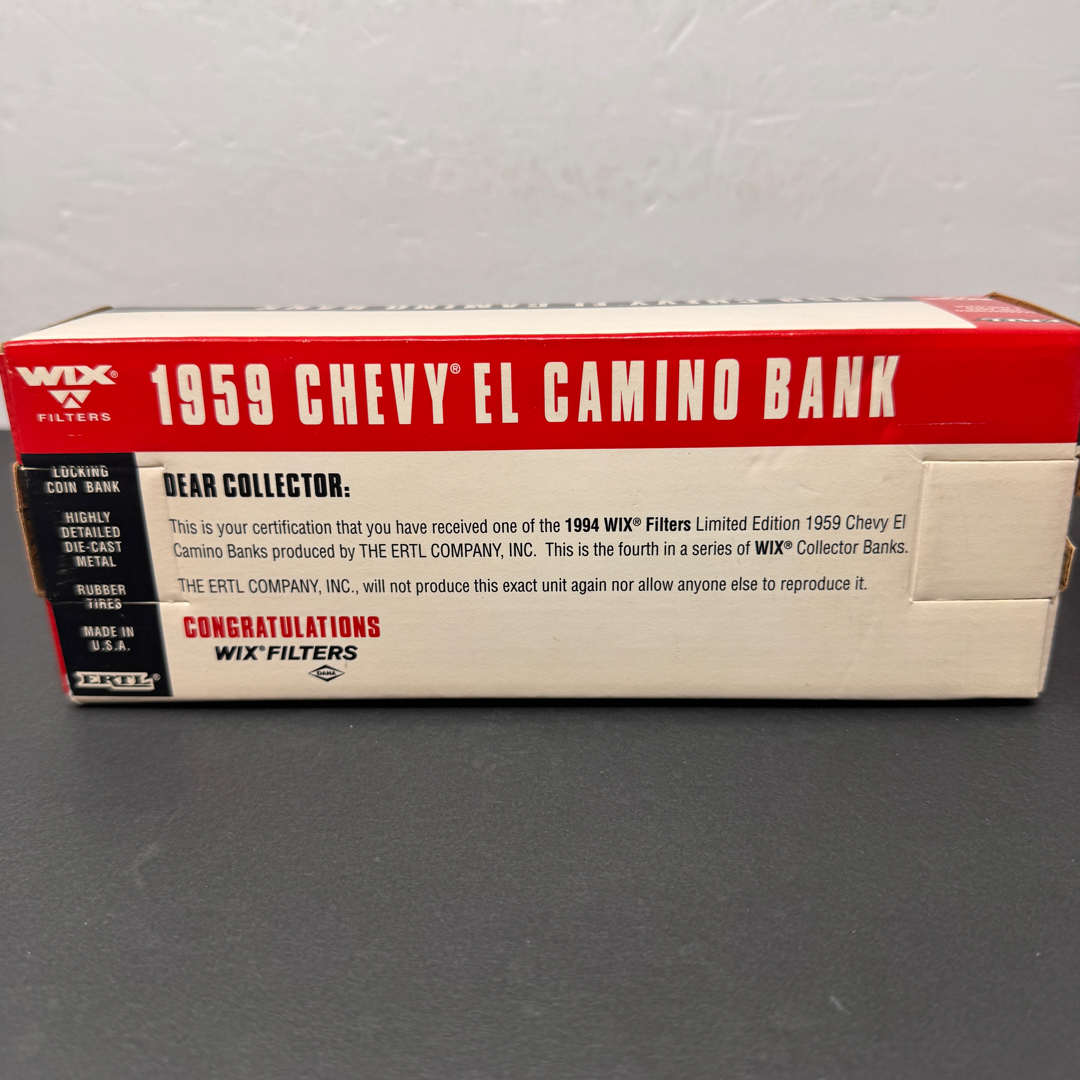 WIX®
FILTERS
1959 CHEVY® EL CAMINO BANK
LOCKING
COIN BANK
HIGHLY
DETAILED
DIE-CAST
METAL
RUBBER
TIRES
MADE IN
U.S.A.
ERTL®
DEAR COLLECTOR:
This is your certification that you have received one of the 1994 WIX® Filters Limited Edition 1959 Chevy El
Camino Banks produced by THE ERTL COMPANY, INC. This is the fourth in a series of WIX® Collector Banks.
THE ERTL COMPANY, INC., will not produce this exact unit again nor allow anyone else to reproduce it.
CONGRATULATIONS
WIX® FILTERS
DANA